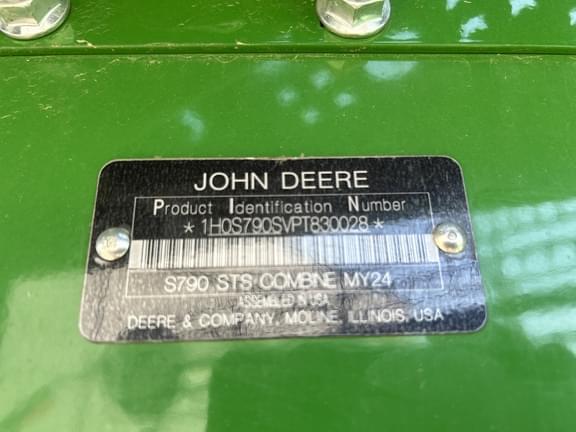 JOHN DEERE
Product Identification Number
*1H0S790SVPT830028*
S790 STS COMBINE MY24
ASSEMBLED IN USA
DEERE & COMPANY, MOLINE, ILLINOIS, USA